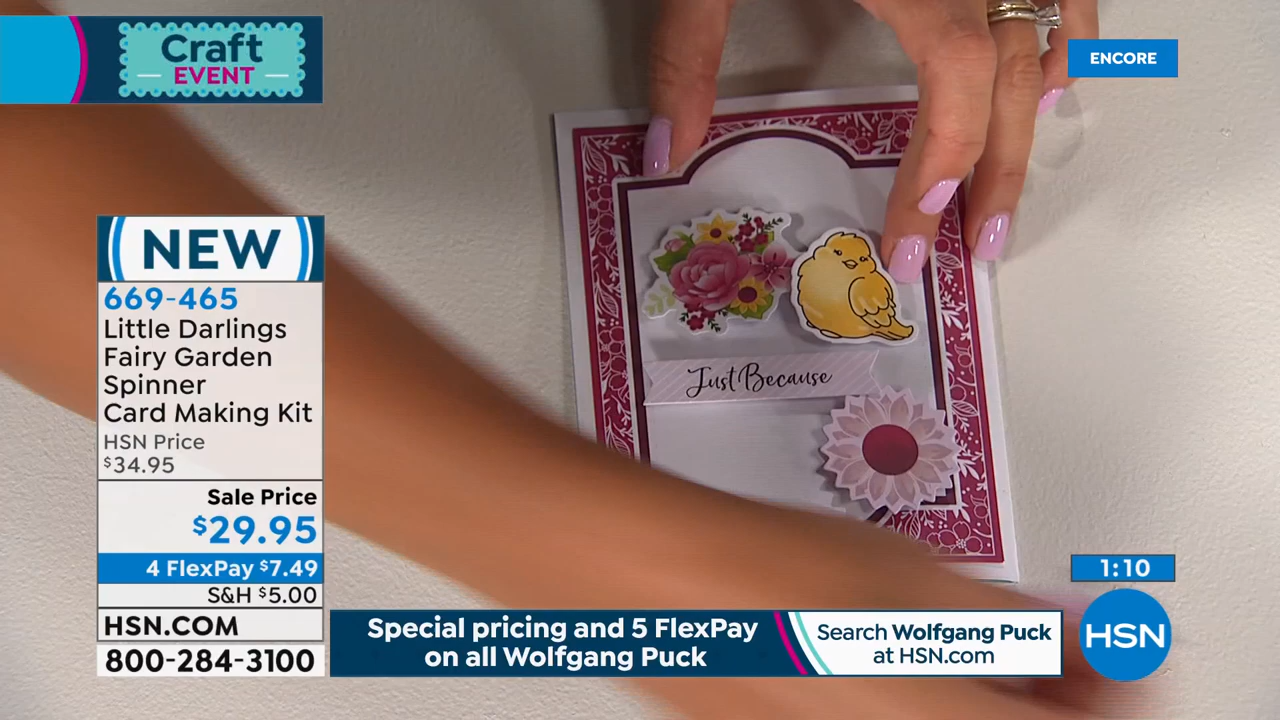 Craft
EVENT
ENCORE
NEW
669-465
Little Darlings
Fairy Garden
Spinner
Card Making Kit
HSN Price
$34.95
Sale Price
$29.95
4 FlexPay $7.49
S&H $5.00
HSN.COM
800-284-3100
Just Because
Special pricing and 5 FlexPay
on all Wolfgang Puck
Search Wolfgang Puck
at HSN.com
1:10
HSN